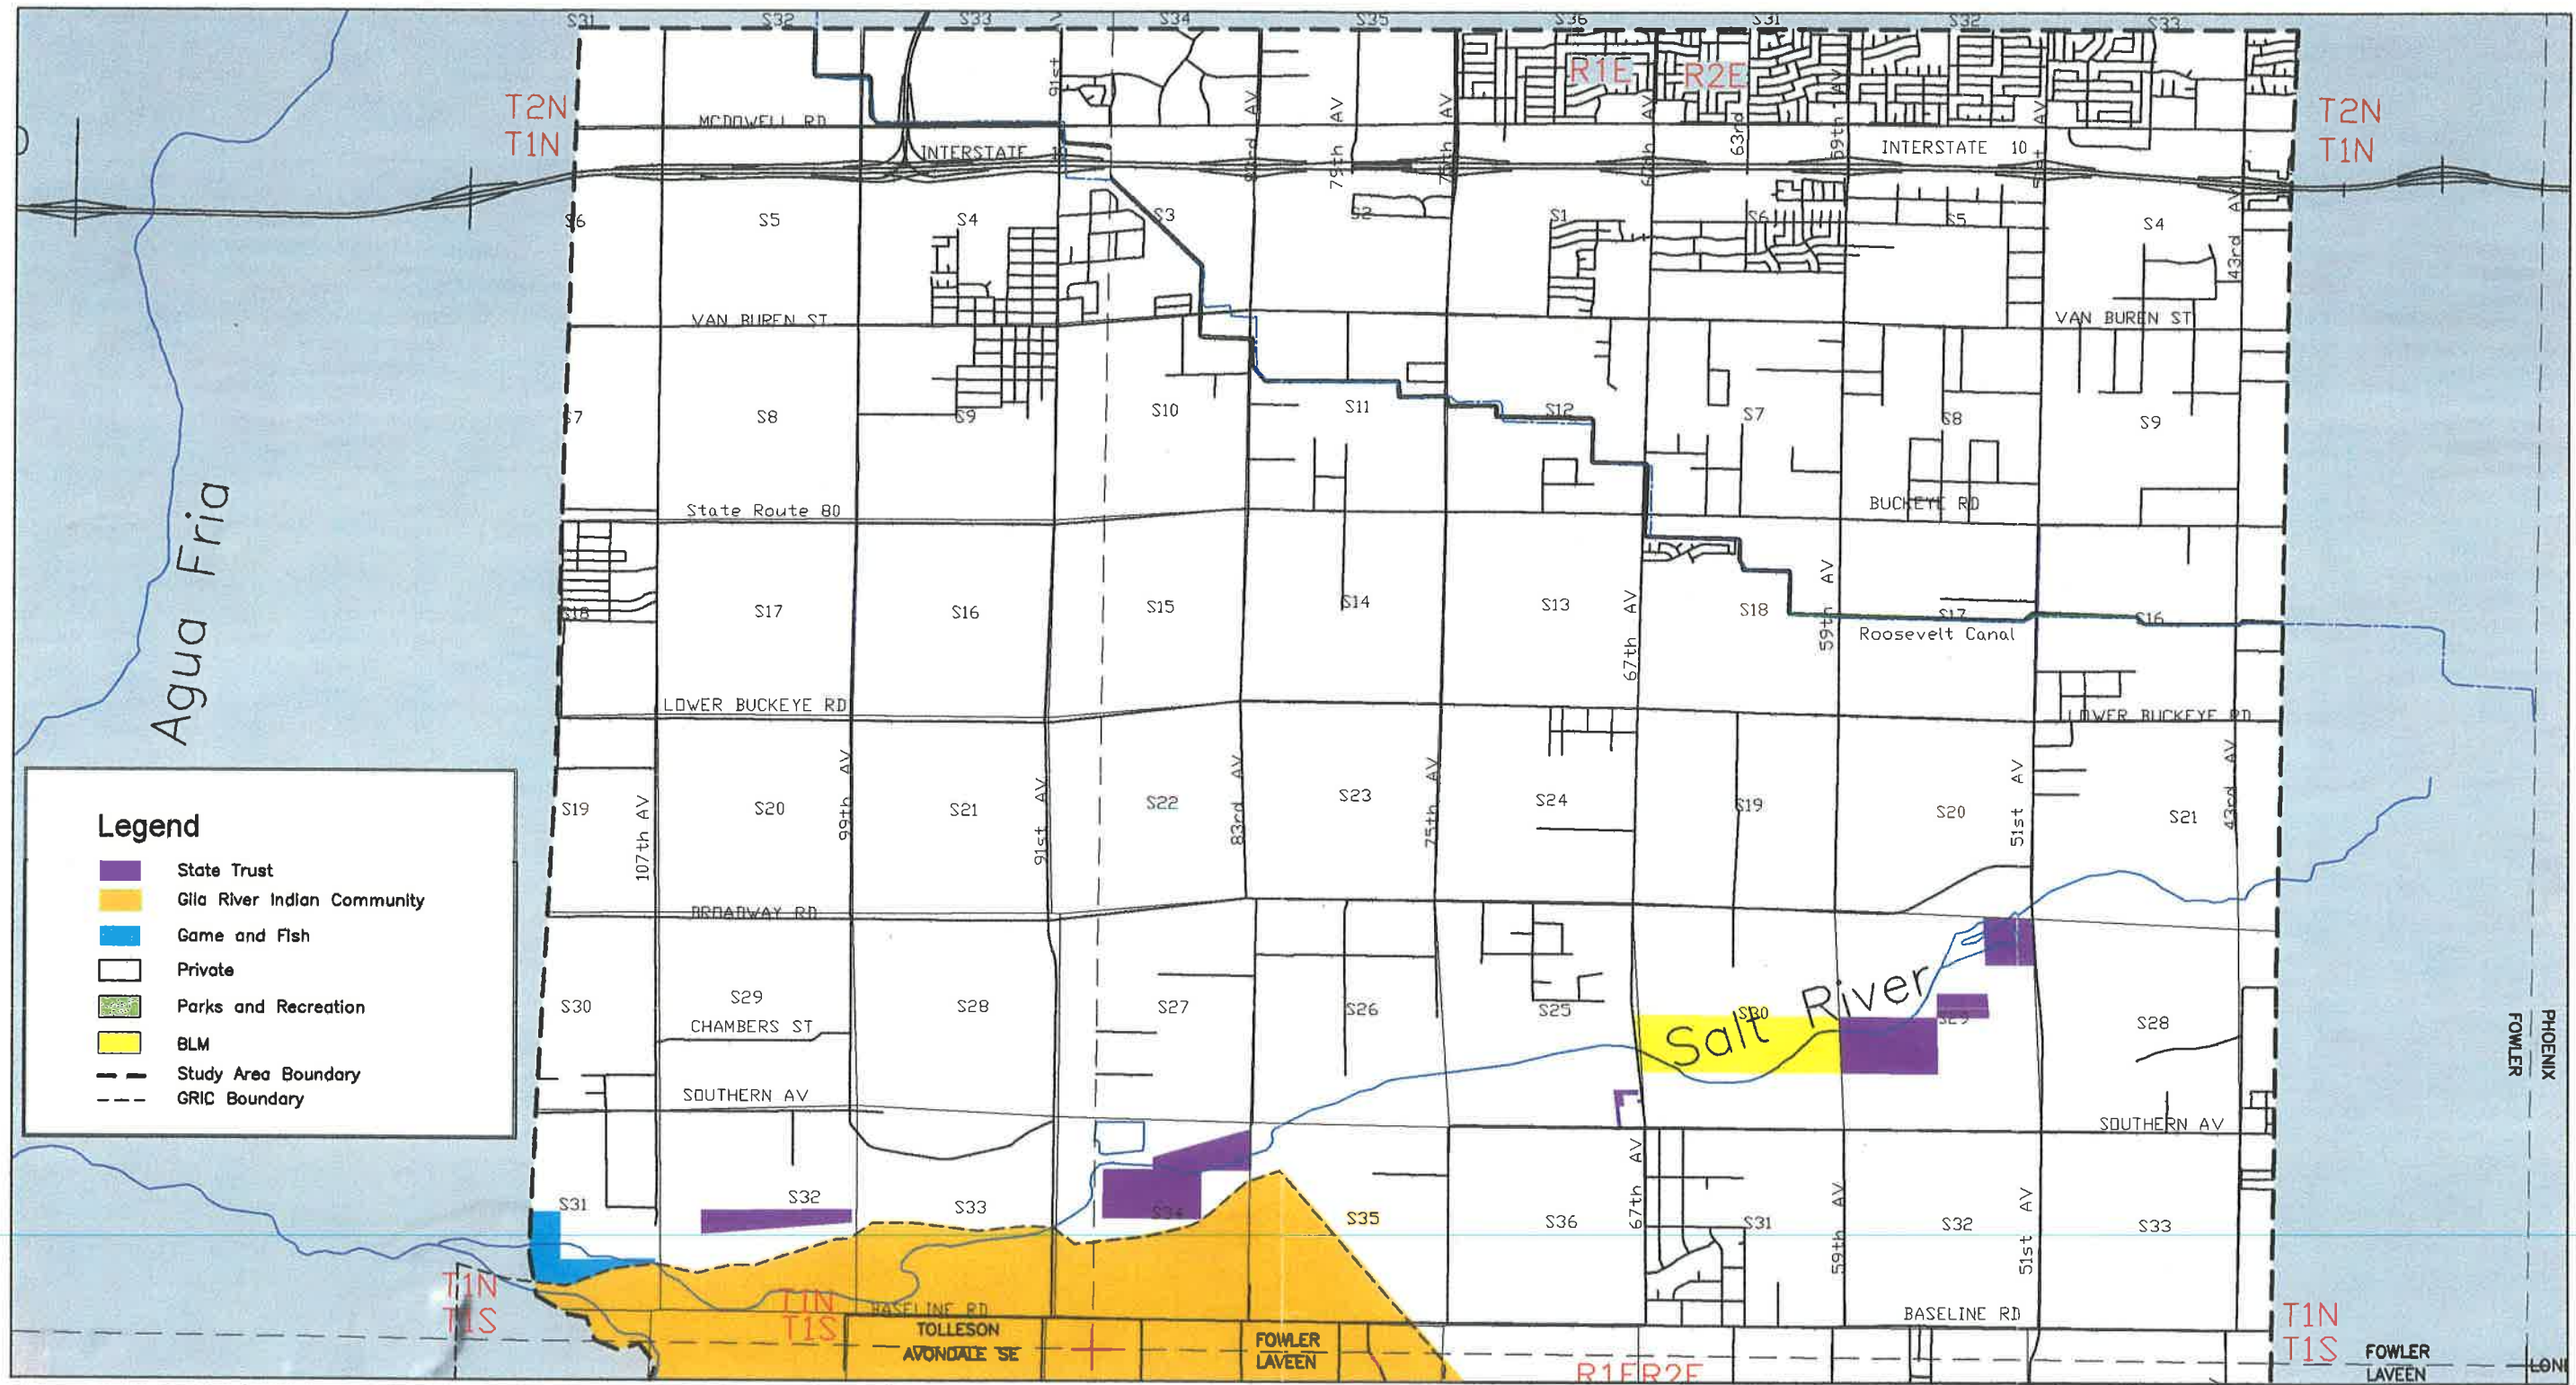 S31 S32 S33 S34 S35 S36 S31 S32 S33
R1E R2E
T2N
T1N
T2N
T1N
91st
AV
79th AV
AV
AV
63rd
59th AV
AV
MCDOWELL RD
INTERSTATE 10
INTERSTATE 10
S6 S5 S4 S3 S2 S1 S6 S5 S4
43rd AV
VAN BUREN ST
VAN BUREN ST
S7 S8 S9 S10 S11 S12 S7 S8 S9
State Route 80
BUCKEYE RD
Agua Fria
S18 S17 S16 S15 S14 S13 S18 S17 S16
67th AV
59th AV
Roosevelt Canal
LOWER BUCKEYE RD
LOWER BUCKEYE RD
S19 S20 S21 S22 S23 S24 S19 S20 S21
107th AV
99th AV
91st AV
83rd AV
75th AV
51st AV
43rd AV
BROADWAY RD
Legend
State Trust
Gila River Indian Community
Game and Fish
Private
Parks and Recreation
BLM
Study Area Boundary
GRIC Boundary
S30 S29 S28 S27 S26 S25 S30 S29 S28
CHAMBERS ST
Salt River
FOWLER
PHOENIX
SOUTHERN AV
SOUTHERN AV
S31 S32 S33 S34 S35 S36 S31 S32 S33
67th AV
59th AV
51st AV
T1N
T1S
T1N
T1S
BASELINE RD
BASELINE RD
T1N
T1S
TOLLESON
AVONDALE SE
FOWLER
LAVEEN
R1E R2E
FOWLER
LAVEEN